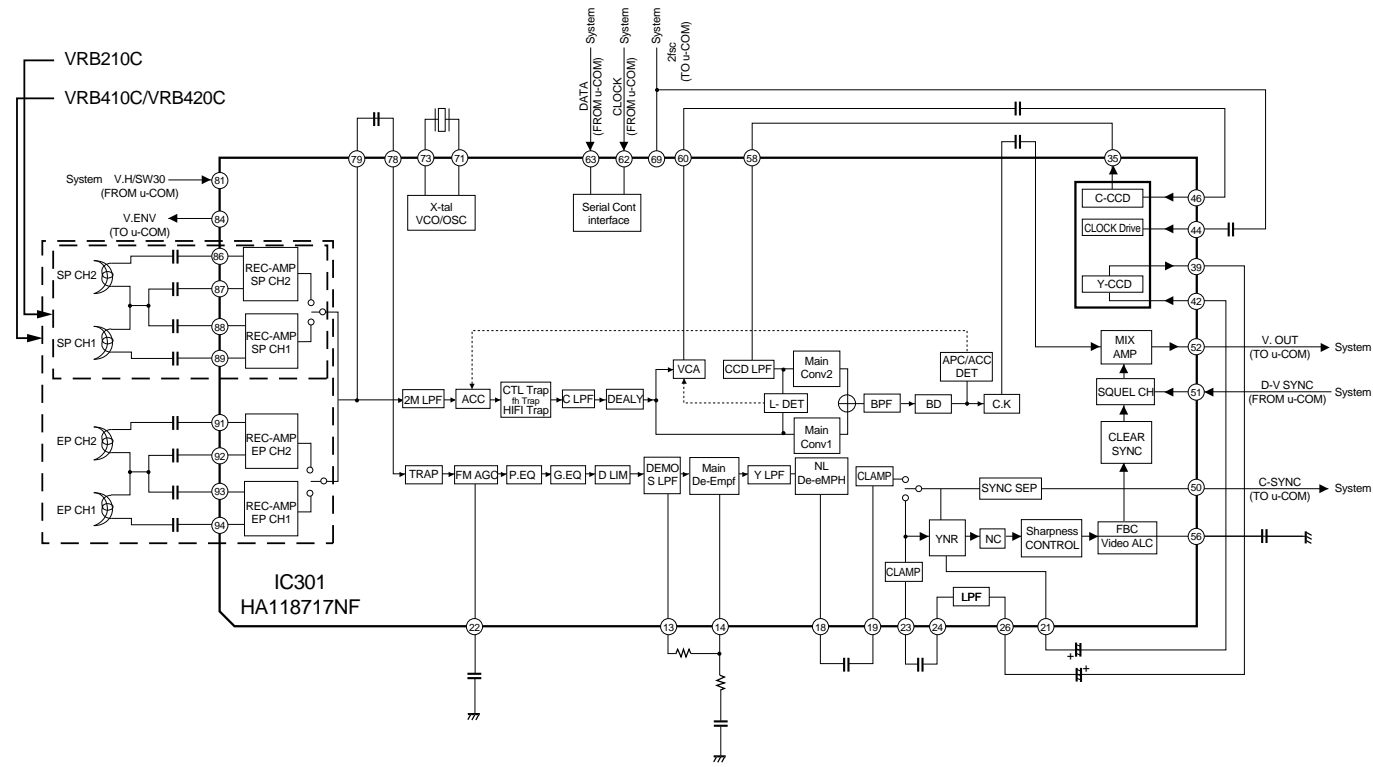 System
System
System
2fsc
(TO u-COM)
DATA
(FROM u-COM)
CLOCK
(FROM u-COM)
VRB210C
VRB410C/VRB420C
79
78
73
71
63
62
69
60
58
35
System V.H/SW30
(FROM u-COM)
81
X-tal
VCO/OSC
Serial Cont
interface
C-CCD
46
V.ENV
(TO u-COM)
84
CLOCK Drive
44
SP CH2
86
REC-AMP
SP CH2
87
39
Y-CCD
42
SP CH1
88
REC-AMP
SP CH1
89
MIX
AMP
52
V. OUT
(TO u-COM)
System
VCA
CCD LPF
Main
Conv2
APC/ACC
DET
2M LPF
ACC
CTL Trap
fh Trap
HIFI Trap
C LPF
DEALY
L- DET
BPF
BD
C.K
SQUEL CH
51
D-V SYNC
(FROM u-COM)
System
Main
Conv1
EP CH2
91
REC-AMP
EP CH2
92
CLEAR
SYNC
TRAP
FM AGC
P.EQ
G.EQ
D LIM
DEMO
S LPF
Main
De-Empf
Y LPF
NL
De-eMPH
CLAMP
EP CH1
93
REC-AMP
EP CH1
94
SYNC SEP
50
C-SYNC
(TO u-COM)
System
YNR
NC
Sharpness
CONTROL
FBC
Video ALC
56
CLAMP
LPF
IC301
HA118717NF
22
13
14
18
19
23
24
26
21
+
+